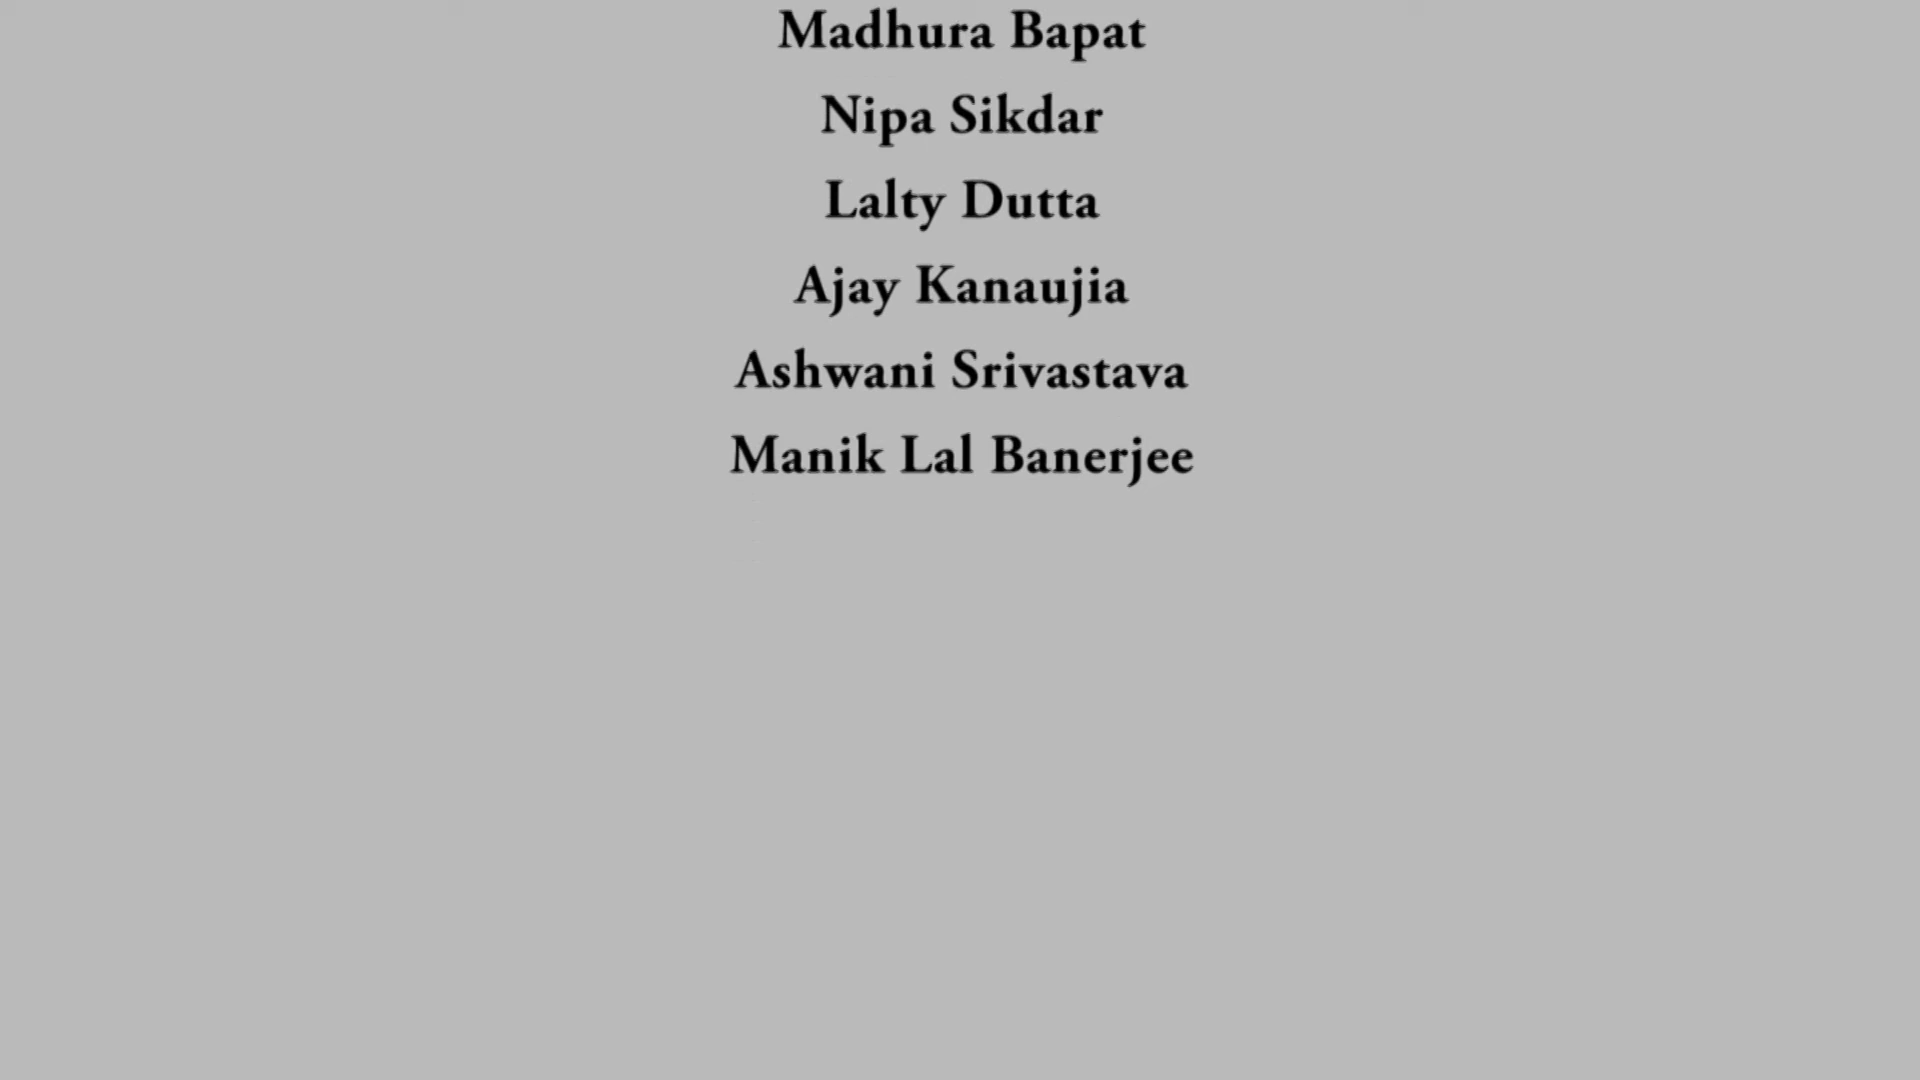 Madhura Bapat
Nipa Sikdar
Lalty Dutta
Ajay Kanaujia
Ashwani Srivastava
Manik Lal Banerjee